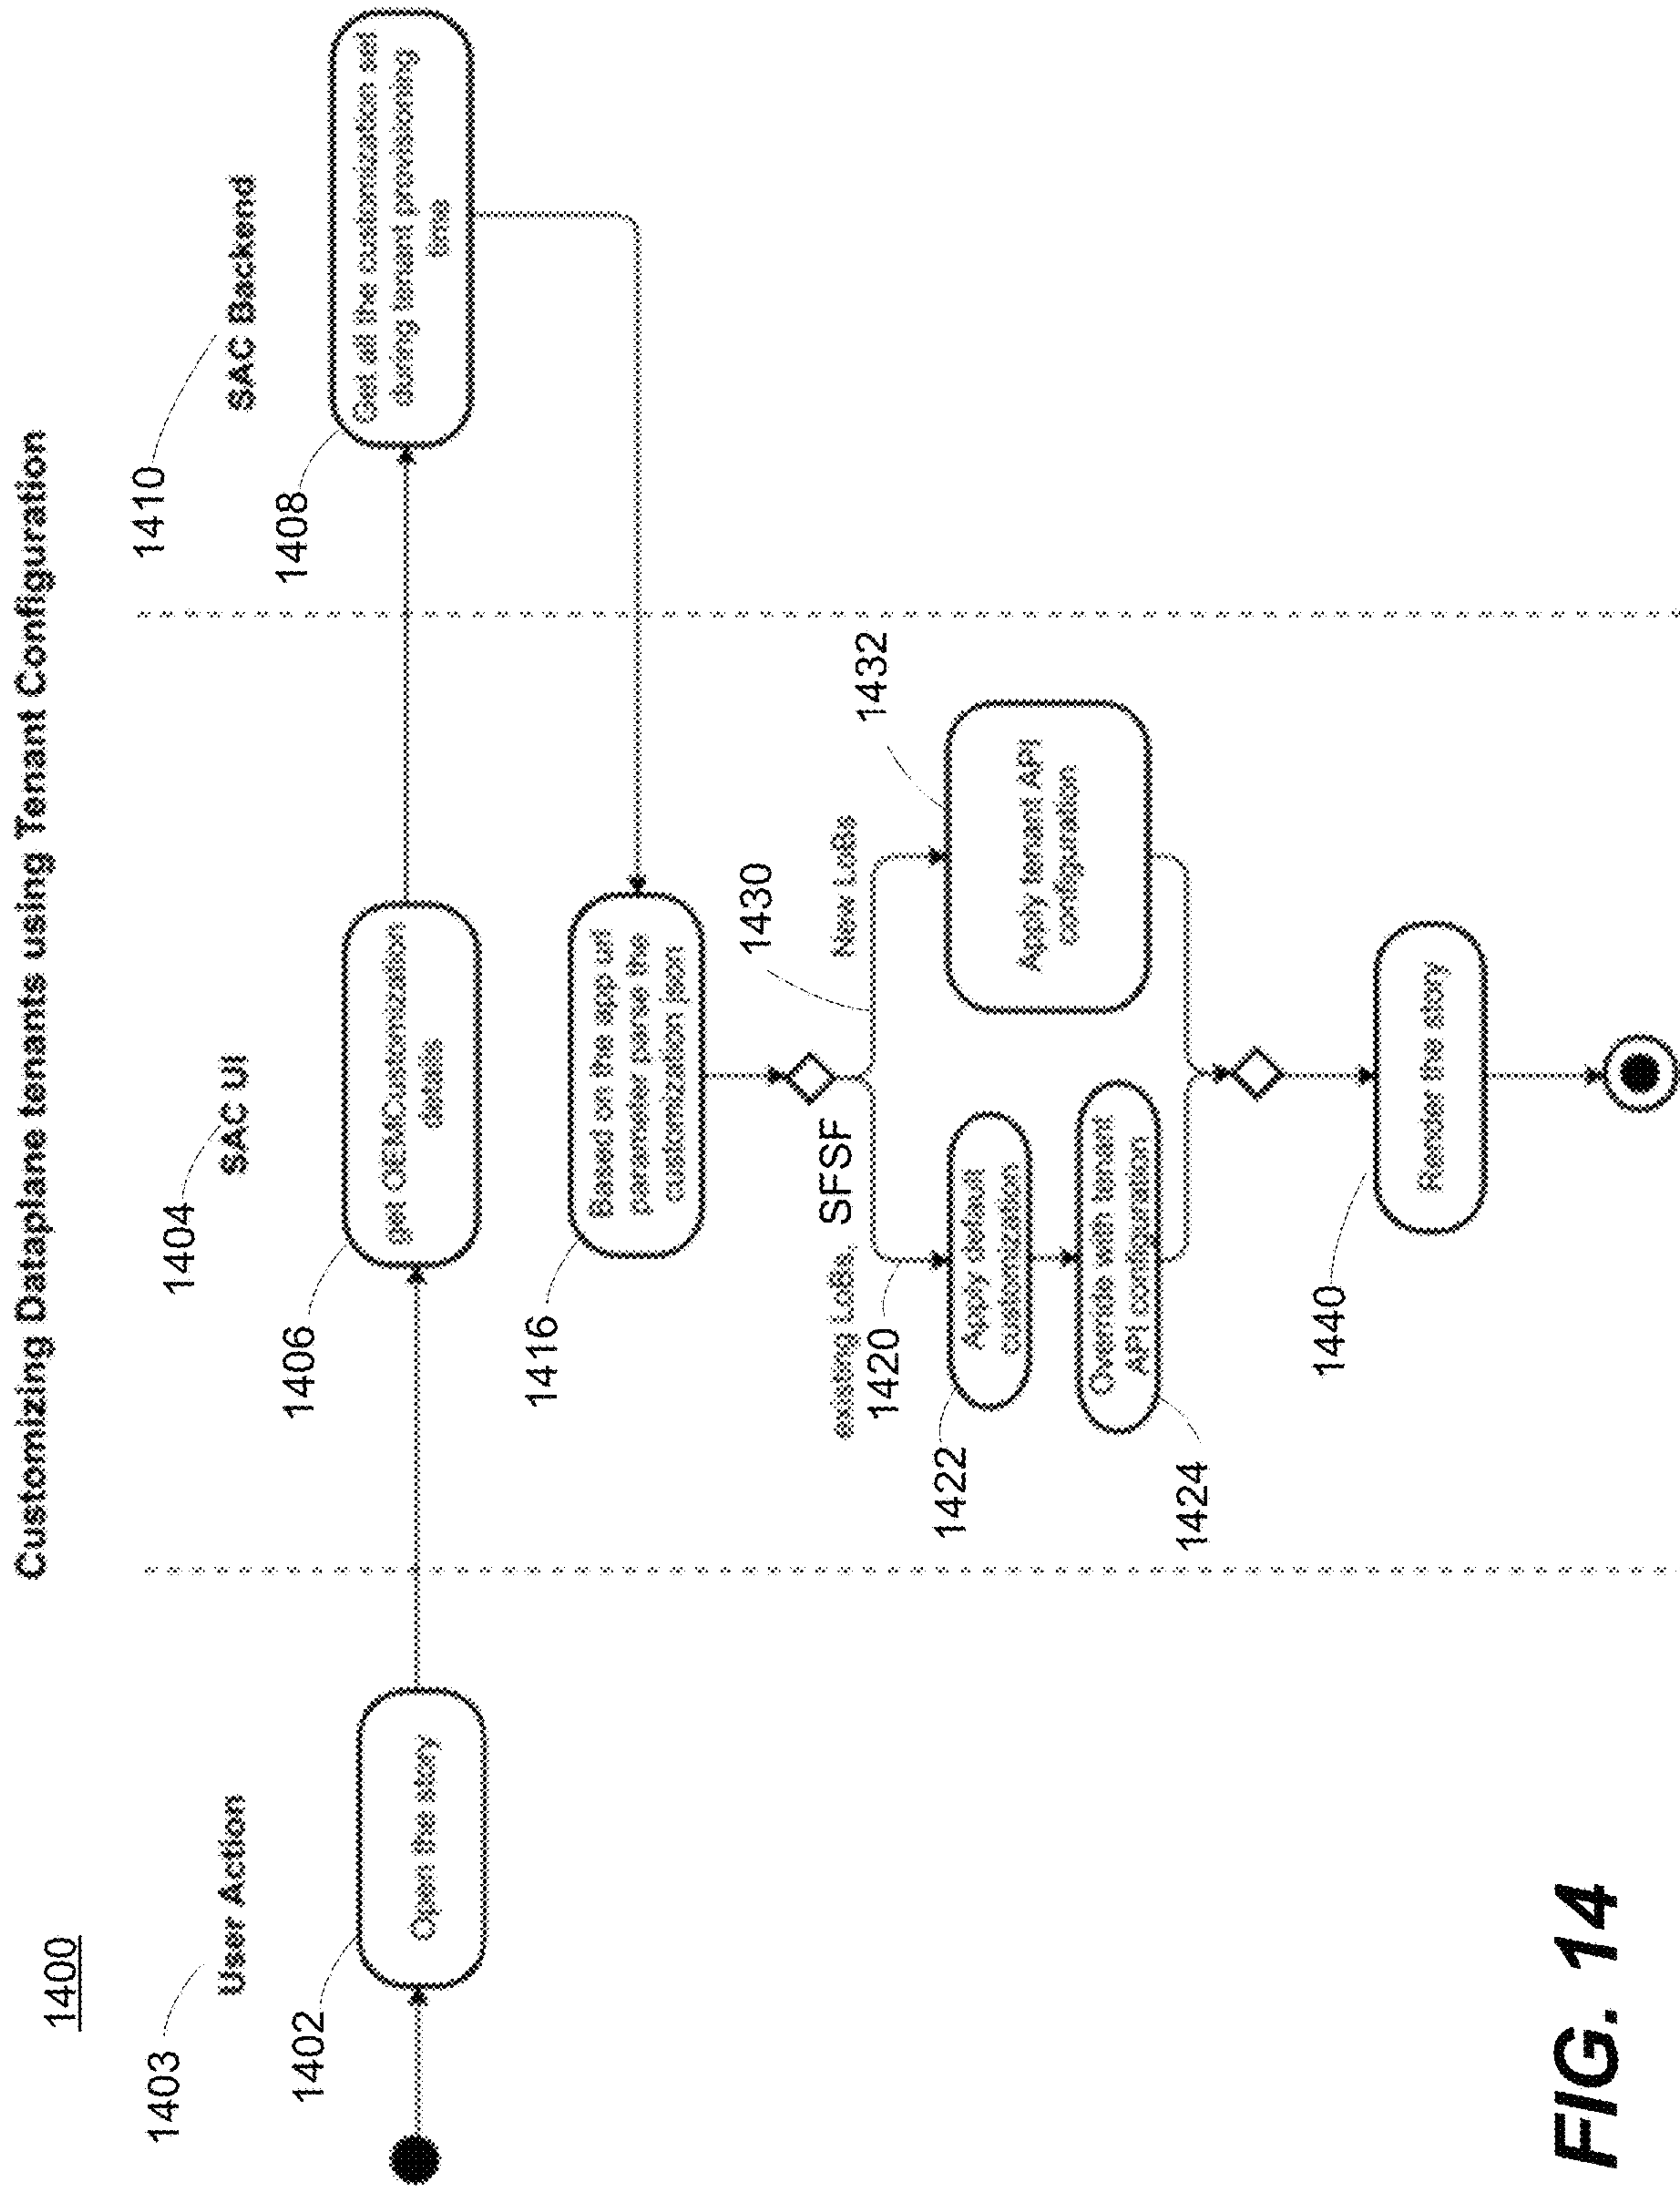 Customizing Dataplane tenants using Tenant Configuration
1400
1403
User Action
1404
SAC UI
1410
SAC Backend
1402
Open the story
1406
get OEMCustomization
details
1408
Get all the customization set
during tenant provisioning
time
1416
Based on the app url
parameter parse the
customization json
existing LoBs, SFSF
1420
1430
New LoBs
1422
Apply default
customization
1424
Override with tenant
API configuration
1432
Apply tenant API
configuration
1440
Render the story
FIG. 14